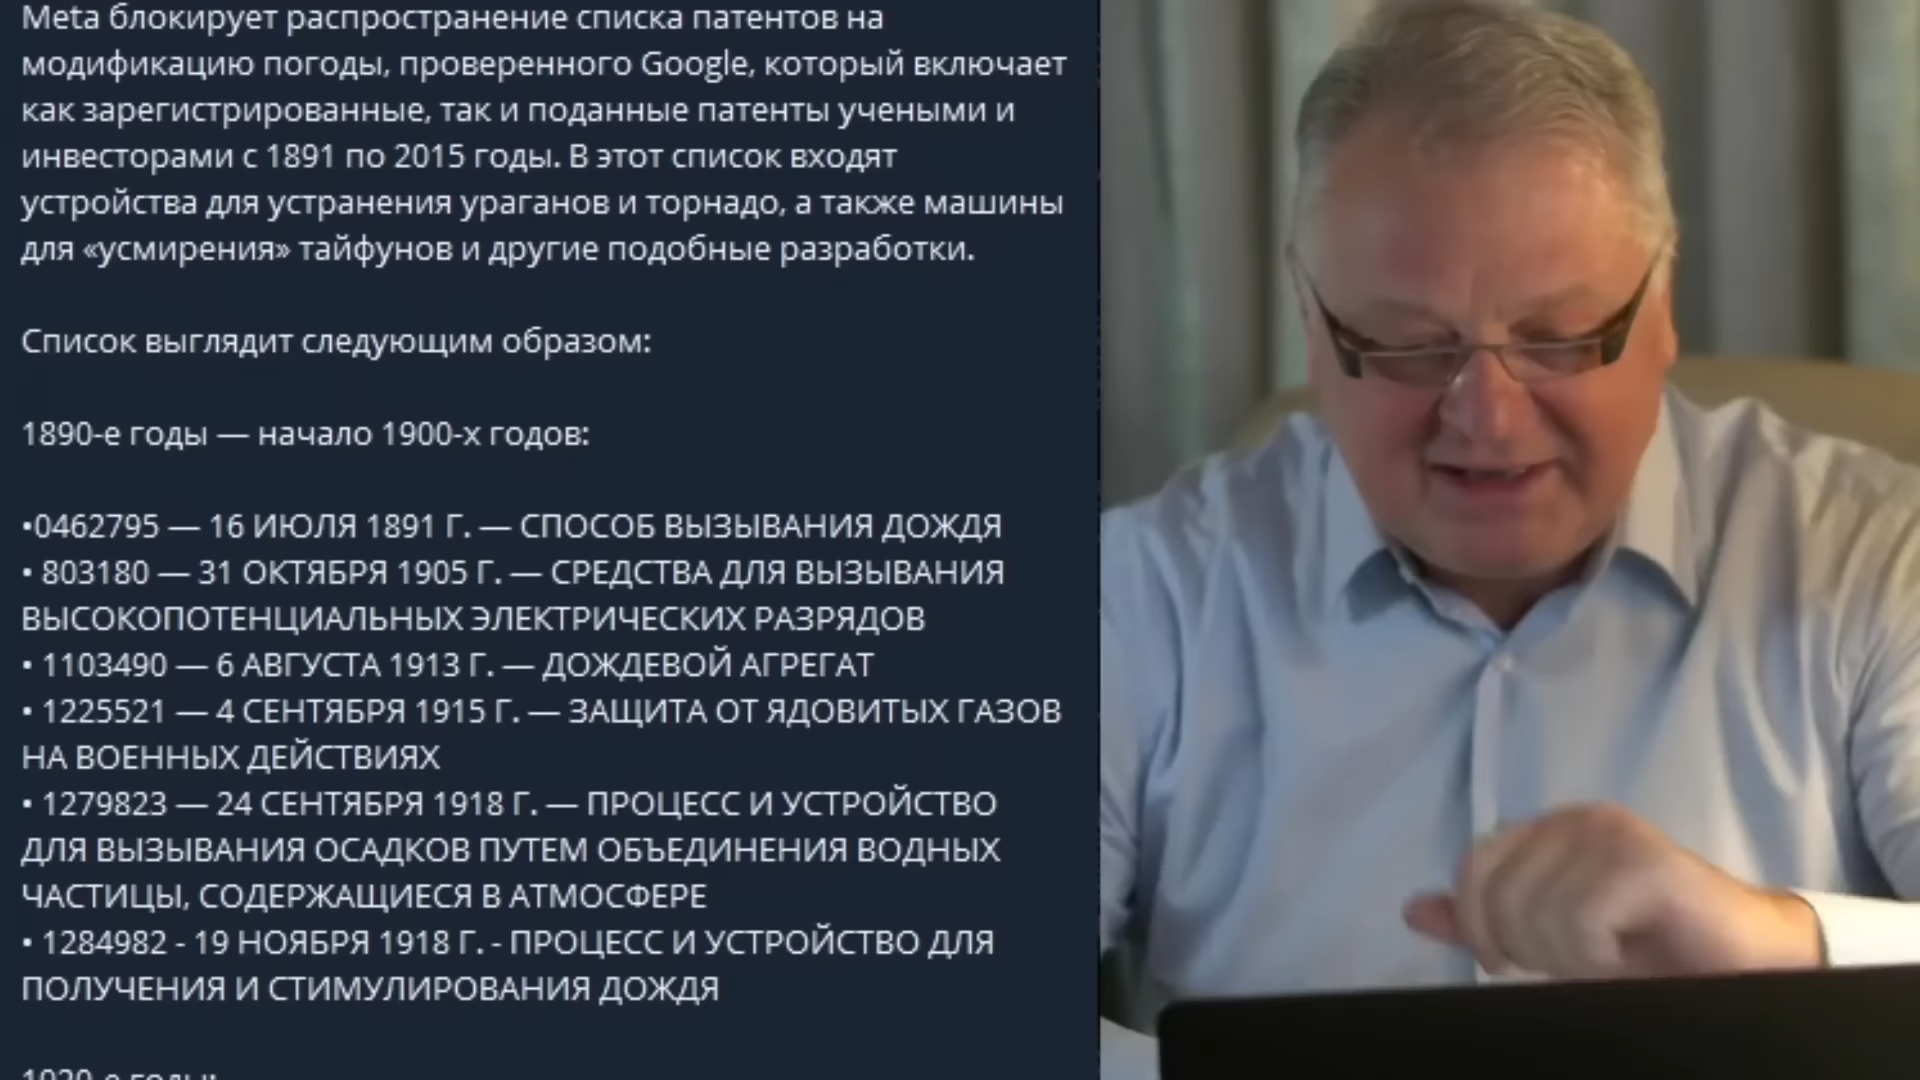 Meta блокирует распространение списка патентов на
модификацию погоды, проверенного Google, который включает
как зарегистрированные, так и поданные патенты учеными и
инвесторами с 1891 по 2015 годы. В этот список входят
устройства для устранения ураганов и торнадо, а также машины
для «усмирения» тайфунов и другие подобные разработки.
Список выглядит следующим образом:
1890-е годы — начало 1900-х годов:
•0462795 — 16 ИЮЛЯ 1891 Г. — СПОСОБ ВЫЗЫВАНИЯ ДОЖДЯ
• 803180 — 31 ОКТЯБРЯ 1905 Г. — СРЕДСТВА ДЛЯ ВЫЗЫВАНИЯ
ВЫСОКОПОТЕНЦИАЛЬНЫХ ЭЛЕКТРИЧЕСКИХ РАЗРЯДОВ
• 1103490 — 6 АВГУСТА 1913 Г. — ДОЖДЕВОЙ АГРЕГАТ
• 1225521 — 4 СЕНТЯБРЯ 1915 Г. — ЗАЩИТА ОТ ЯДОВИТЫХ ГАЗОВ
НА ВОЕННЫХ ДЕЙСТВИЯХ
• 1279823 — 24 СЕНТЯБРЯ 1918 Г. — ПРОЦЕСС И УСТРОЙСТВО
ДЛЯ ВЫЗЫВАНИЯ ОСАДКОВ ПУТЕМ ОБЪЕДИНЕНИЯ ВОДНЫХ
ЧАСТИЦЫ, СОДЕРЖАЩИЕСЯ В АТМОСФЕРЕ
• 1284982 - 19 НОЯБРЯ 1918 Г. - ПРОЦЕСС И УСТРОЙСТВО ДЛЯ
ПОЛУЧЕНИЯ И СТИМУЛИРОВАНИЯ ДОЖДЯ